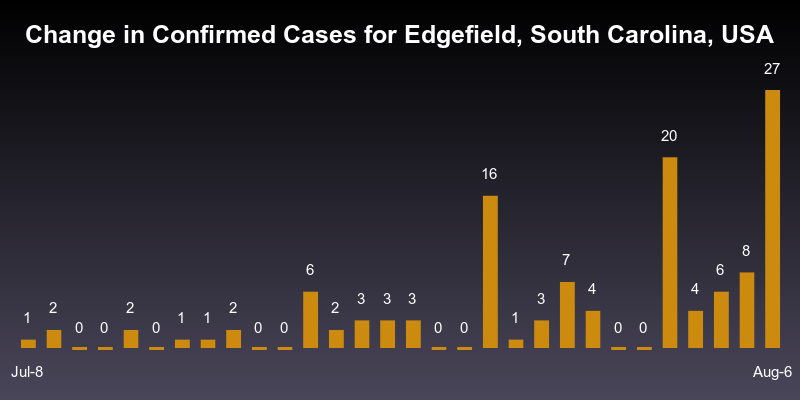 Change in Confirmed Cases for Edgefield, South Carolina, USA
1 2 0 0 2 0 1 1 2 0 0 6 2 3 3 3 0 0 16 1 3 7 4 0 0 20 4 6 8 27
Jul-8 Aug-6